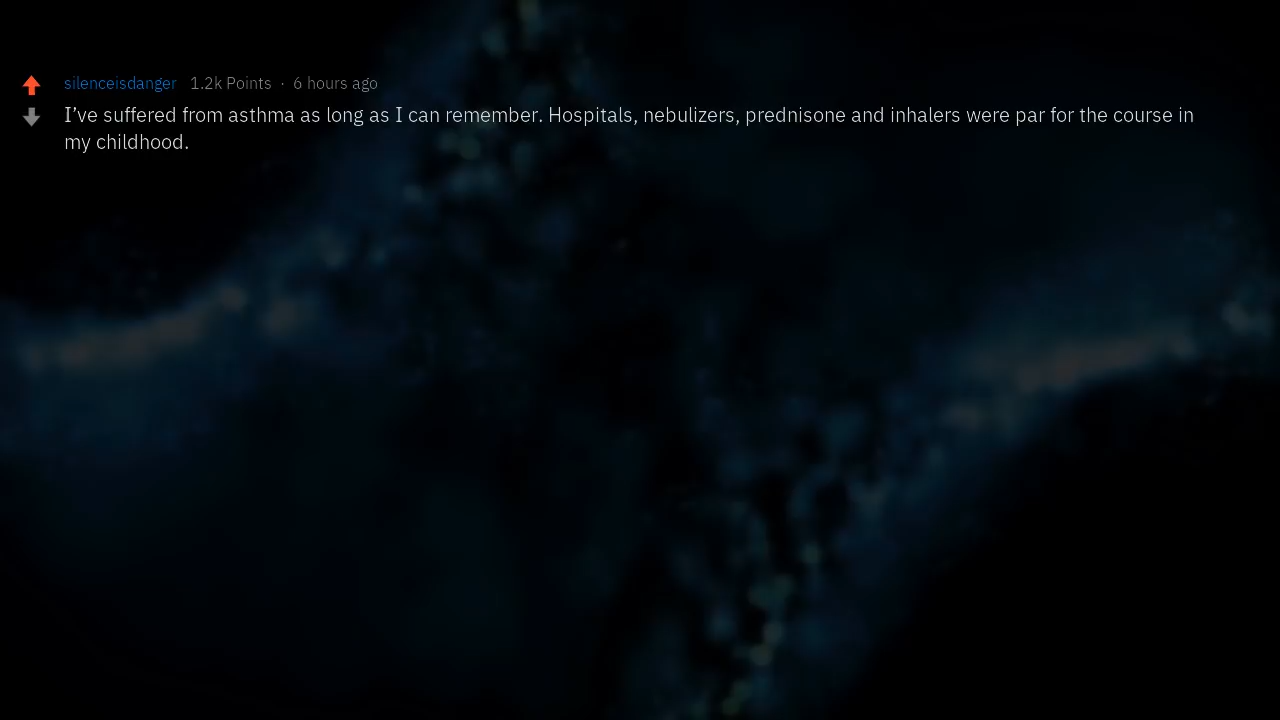 silenceisdanger 1.2k Points · 6 hours ago
I’ve suffered from asthma as long as I can remember. Hospitals, nebulizers, prednisone and inhalers were par for the course in
my childhood.